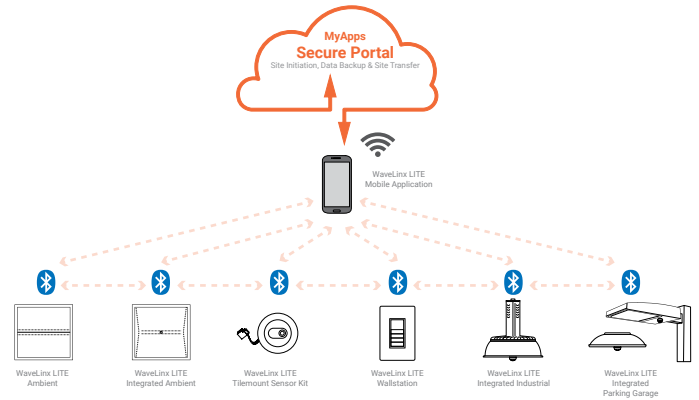 MyApps
Secure Portal
Site Initiation, Data Backup & Site Transfer
WaveLinx LITE
Mobile Application
WaveLinx LITE
Ambient
WaveLinx LITE
Integrated Ambient
WaveLinx LITE
Tilemount Sensor Kit
WaveLinx LITE
Wallstation
WaveLinx LITE
Integrated Industrial
WaveLinx LITE
Integrated
Parking Garage